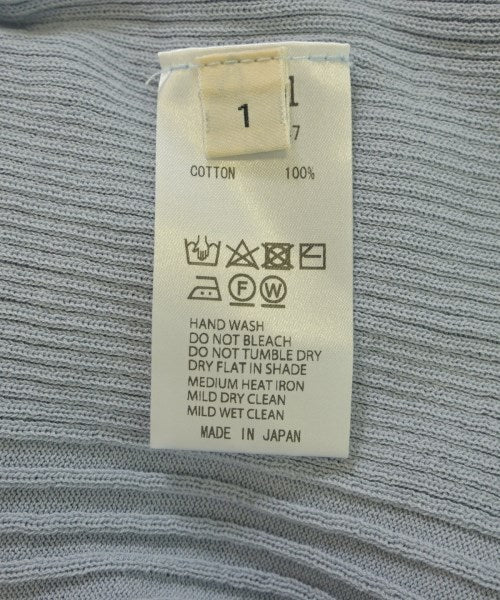 1
COTTON 100%
F W
HAND WASH
DO NOT BLEACH
DO NOT TUMBLE DRY
DRY FLAT IN SHADE
MEDIUM HEAT IRON
MILD DRY CLEAN
MILD WET CLEAN
MADE IN JAPAN